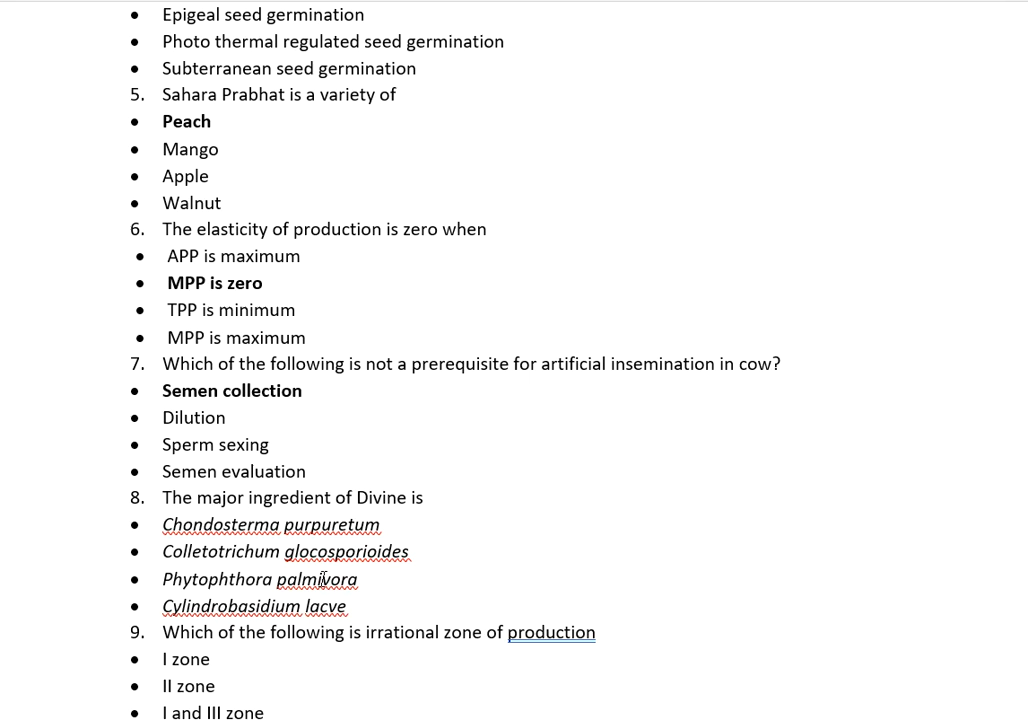 • Epigeal seed germination
• Photo thermal regulated seed germination
• Subterranean seed germination
5. Sahara Prabhat is a variety of
• Peach
• Mango
• Apple
• Walnut
6. The elasticity of production is zero when
• APP is maximum
• MPP is zero
• TPP is minimum
• MPP is maximum
7. Which of the following is not a prerequisite for artificial insemination in cow?
• Semen collection
• Dilution
• Sperm sexing
• Semen evaluation
8. The major ingredient of Divine is
• Chondosterma purpuretum
• Colletotrichum glocosporioides
• Phytophthora palmivora
• Cylindrobasidium lacve
9. Which of the following is irrational zone of production
• I zone
• II zone
• I and III zone